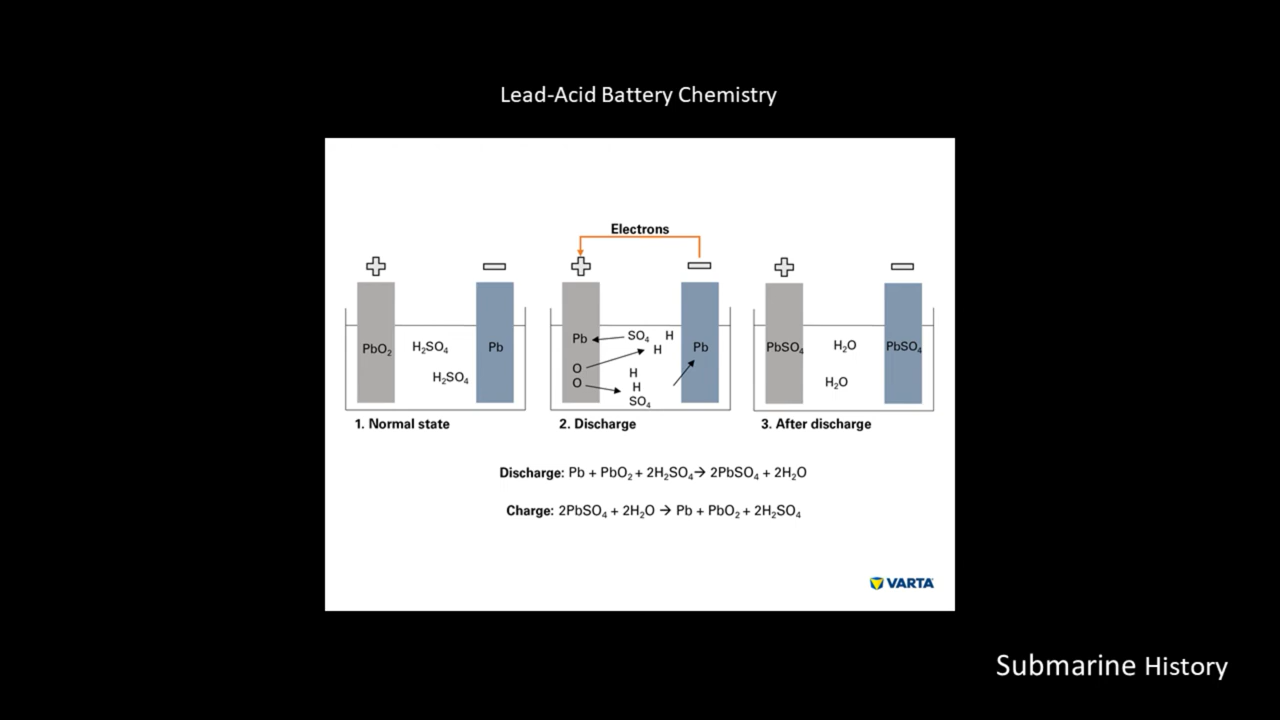 Lead-Acid Battery Chemistry
Electrons
PbO₂
H₂SO₄
H₂SO₄
Pb
1. Normal state
Pb
O
O
SO₄
H
H
H
H
SO₄
Pb
2. Discharge
PbSO₄
H₂O
H₂O
PbSO₄
3. After discharge
Discharge: Pb + PbO₂ + 2H₂SO₄→ 2PbSO₄ + 2H₂O
Charge: 2PbSO₄ + 2H₂O → Pb + PbO₂ + 2H₂SO₄
VARTA
Submarine History